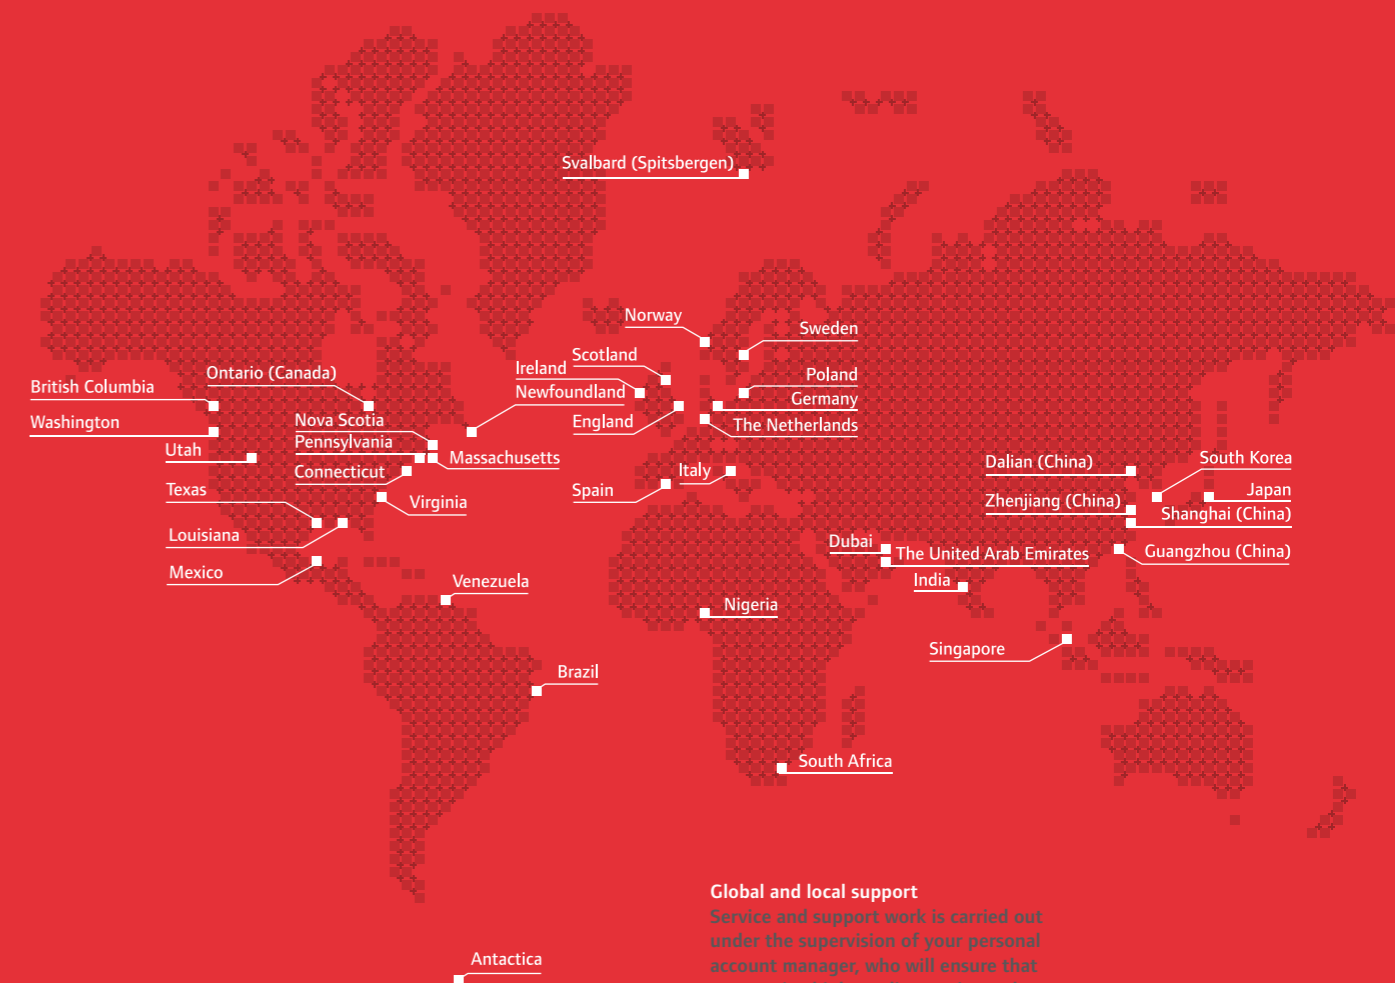 Svalbard (Spitsbergen)
Norway
Sweden
Scotland
Ireland
Newfoundland
England
Poland
Germany
The Netherlands
British Columbia
Ontario (Canada)
Washington
Nova Scotia
Pennsylvania
Utah
Massachusetts
Connecticut
Texas
Virginia
Louisiana
Mexico
Italy
Spain
Dalian (China)
South Korea
Japan
Zhenjiang (China)
Shanghai (China)
Dubai
The United Arab Emirates
Guangzhou (China)
India
Venezuela
Nigeria
Singapore
Brazil
South Africa
Global and local support
Service and support work is carried out
under the supervision of your personal
account manager, who will ensure that
Antactica